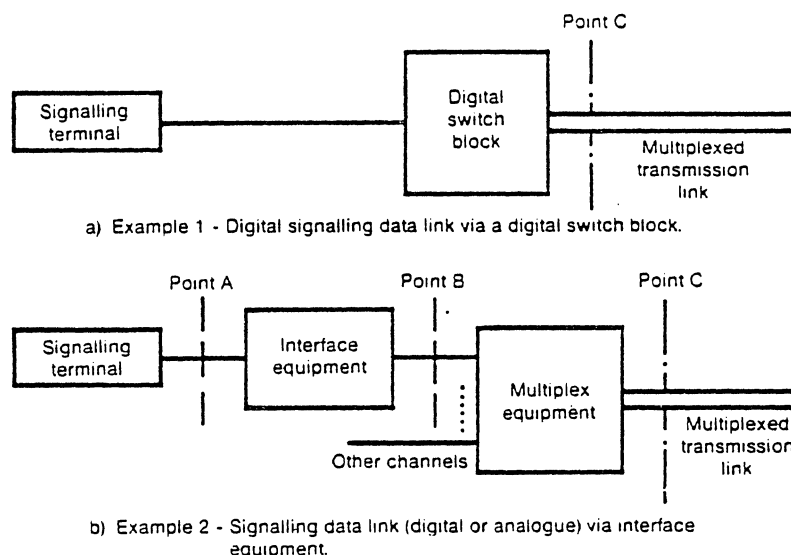 Point C
Signalling
terminal
Digital
switch
block
Multiplexed
transmission
link
a) Example 1 - Digital signalling data link via a digital switch block.
Point A
Point B
Point C
Signalling
terminal
Interface
equipment
Multiplex
equipment
Other channels
Multiplexed
transmission
link
b) Example 2 - Signalling data link (digital or analogue) via interface
equipment.